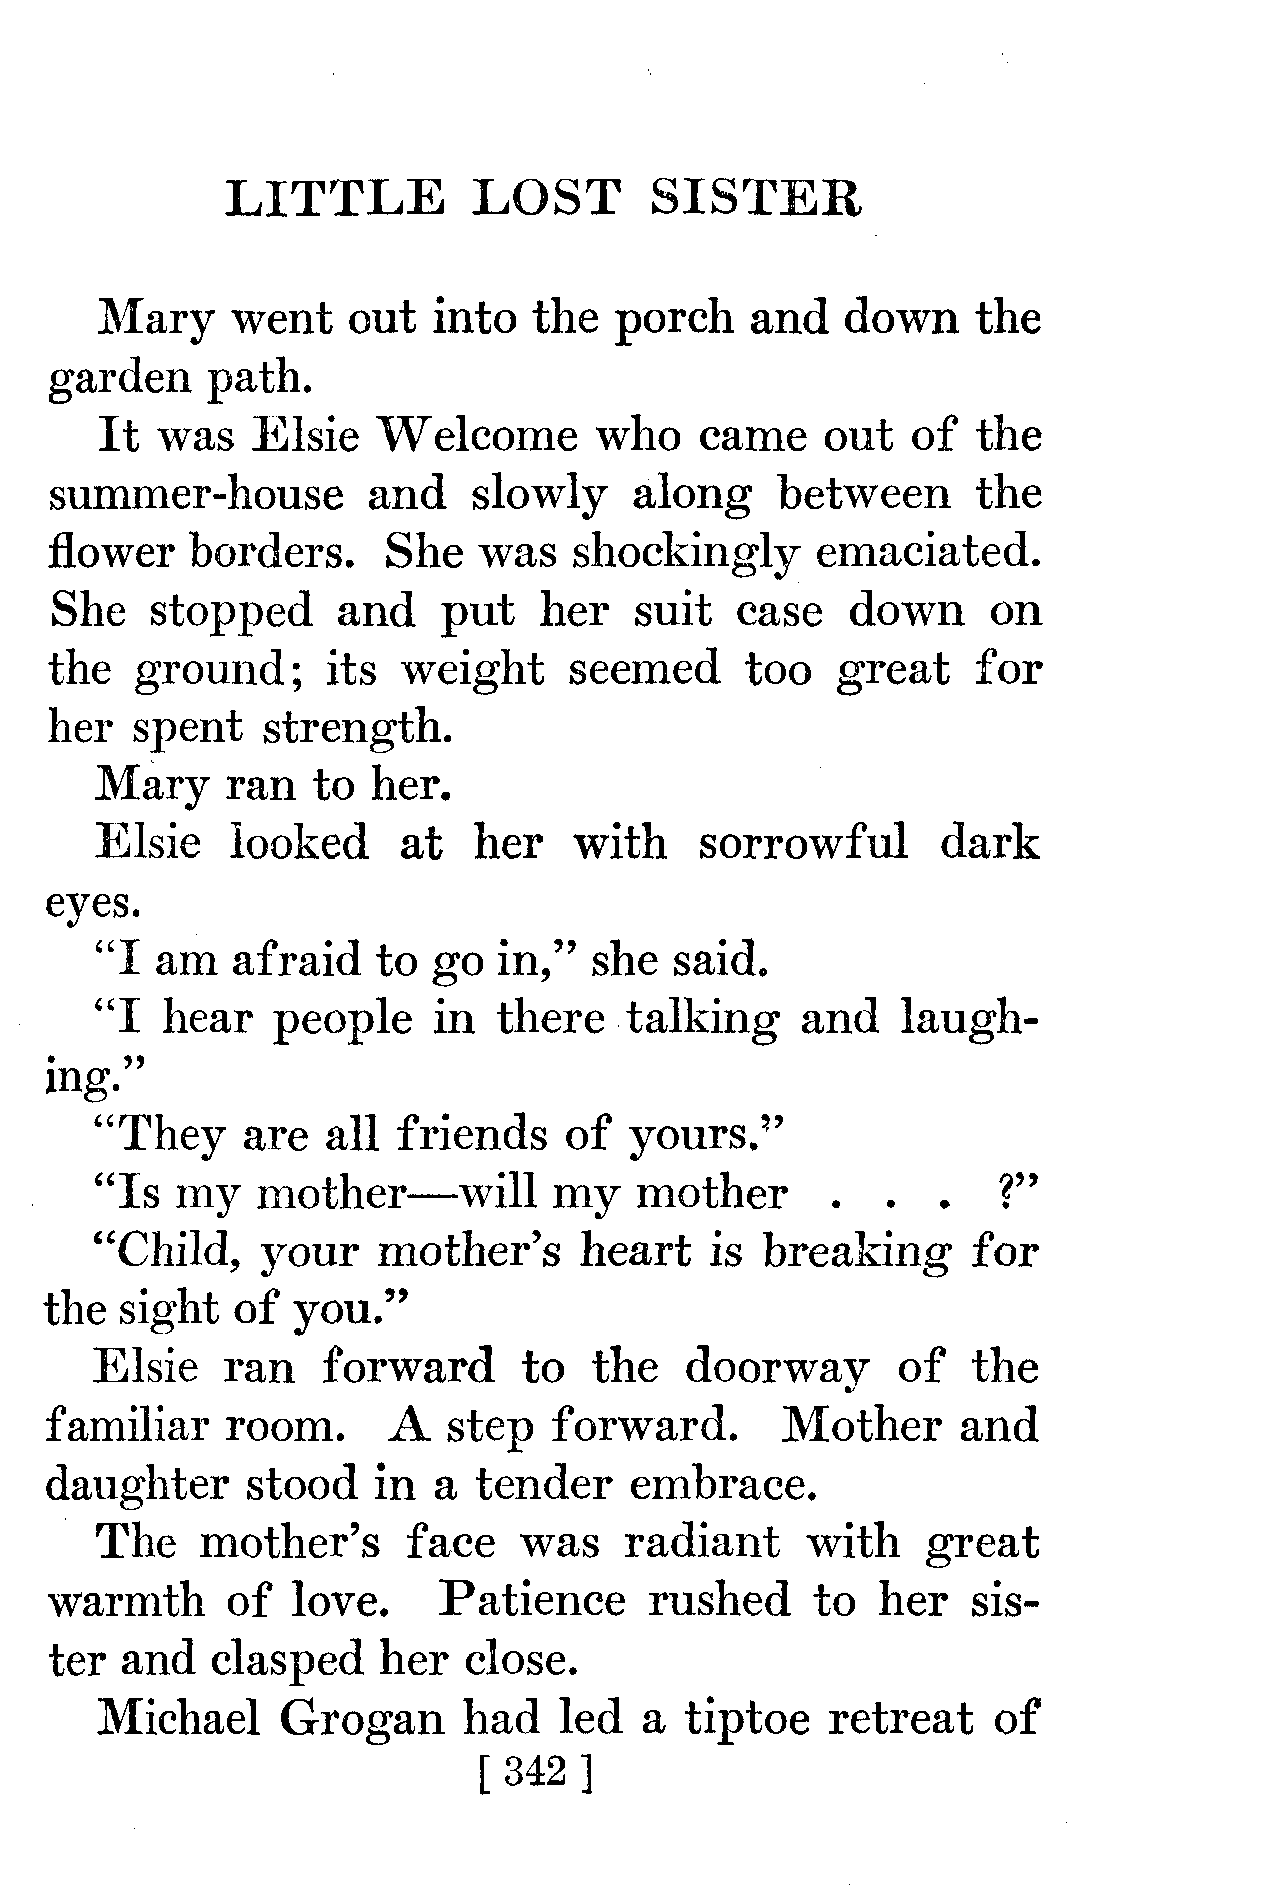 LITTLE LOST SISTER
Mary went out into the porch and down the
garden path.
It was Elsie Welcome who came out of the
summer-house and slowly along between the
flower borders. She was shockingly emaciated.
She stopped and put her suit case down on
the ground; its weight seemed too great for
her spent strength.
Mary ran to her.
Elsie looked at her with sorrowful dark
eyes.
“I am afraid to go in,” she said.
“I hear people in there talking and laugh-
ing.”
“They are all friends of yours.”
“Is my mother—will my mother . . . ?”
“Child, your mother’s heart is breaking for
the sight of you.”
Elsie ran forward to the doorway of the
familiar room. A step forward. Mother and
daughter stood in a tender embrace.
The mother’s face was radiant with great
warmth of love. Patience rushed to her sis-
ter and clasped her close.
Michael Grogan had led a tiptoe retreat of
[ 342 ]